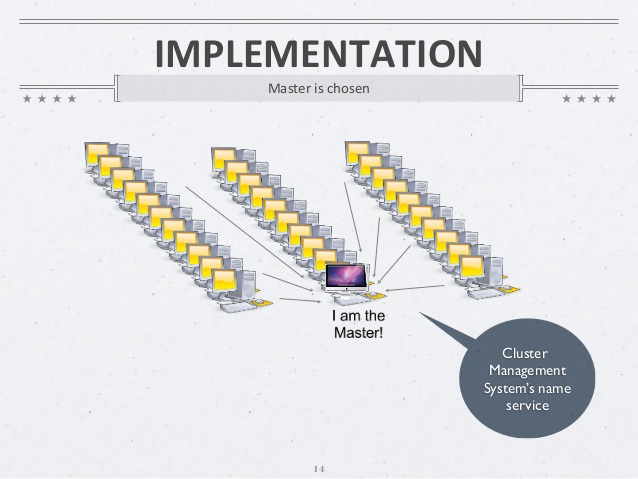 IMPLEMENTATION
Master is chosen
I am the
Master!
Cluster
Management
System's name
service
14